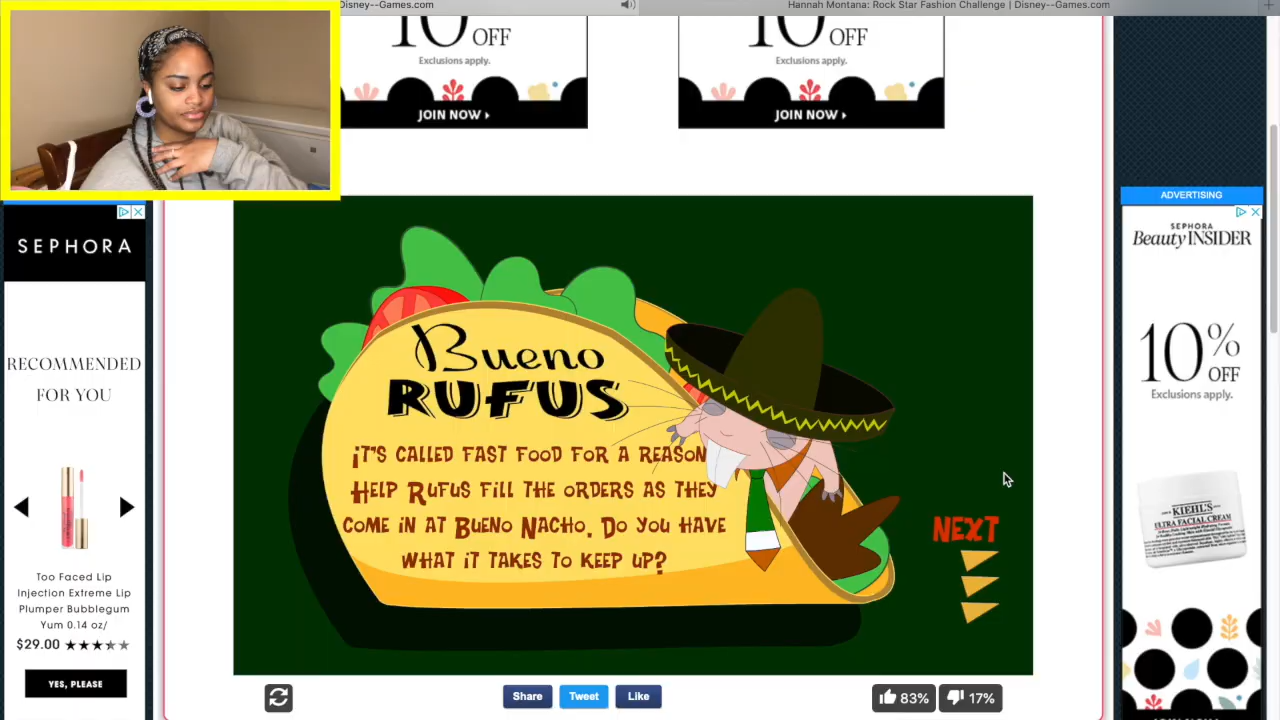 Disney--Games.com
Hannah Montana: Rock Star Fashion Challenge | Disney--Games.com
10 OFF
Exclusions apply.
JOIN NOW
10 OFF
Exclusions apply.
JOIN NOW
SEPHORA
RECOMMENDED
FOR YOU
Too Faced Lip
Injection Extreme Lip
Plumper Bubblegum
Yum 0.14 oz/
$29.00
YES, PLEASE
Bueno
RUFUS
iT'S CALLED FAST FOOD FOR A REASON
HELP RUFUS FiLL THE ORDERS AS THEY
COME iN AT BUENO NACHO. DO YOU HAVE
WHAT iT TAKES TO KEEP UP?
NEXT
Share
Tweet
Like
83%
17%
ADVERTISING
SEPHORA
Beauty INSIDER
10%
OFF
Exclusions apply.
KIEHL'S
ULTRA FACIAL CREAM